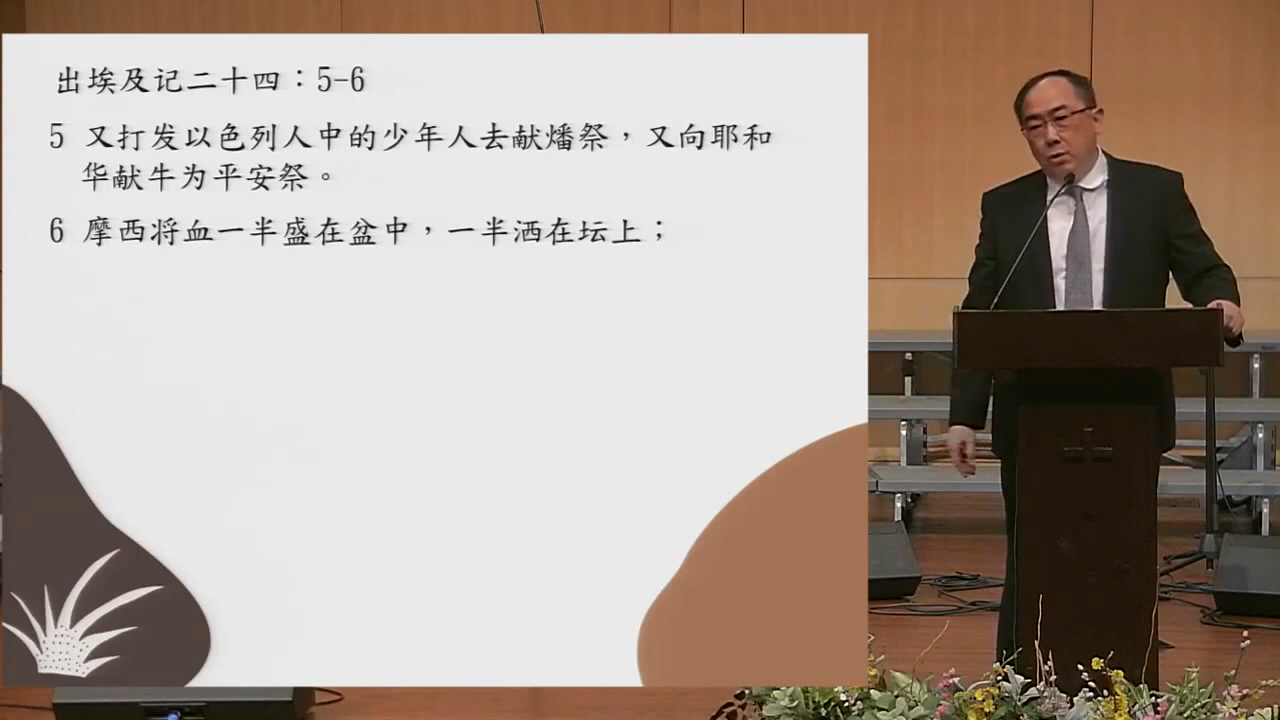 出埃及记二十四：5-6
5 又打发以色列人中的少年人去献燔祭，又向耶和
华献牛为平安祭。
6 摩西将血一半盛在盆中，一半洒在坛上；